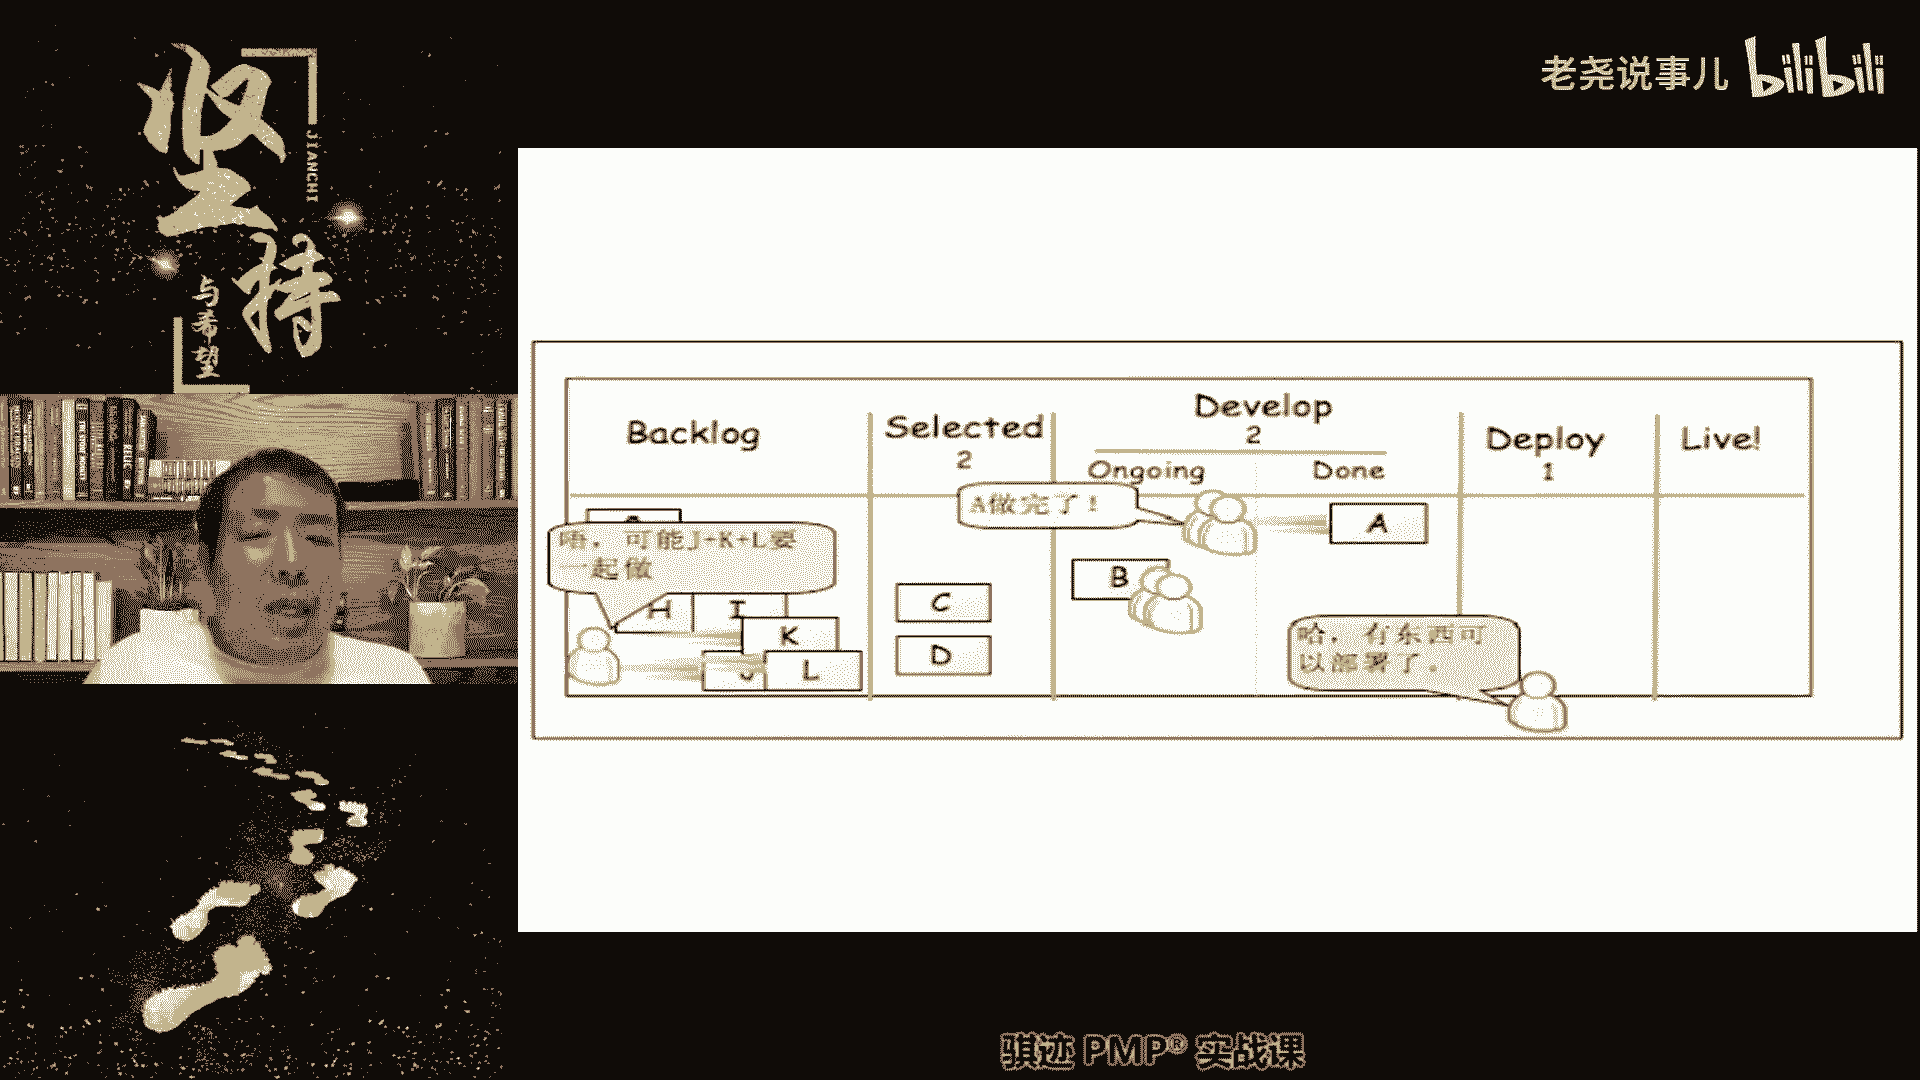 坚持
JIANCHI
与希望
老尧说事儿 bilibili
Backlog
Selected
2
Develop
2
Ongoing
Done
Deploy
1
Live!
A做完了！
A
唔，可能J+K+L要
一起做
B
C
H
I
K
D
J
L
哈，有东西可
以部署了。
骐迹 PMP® 实战课